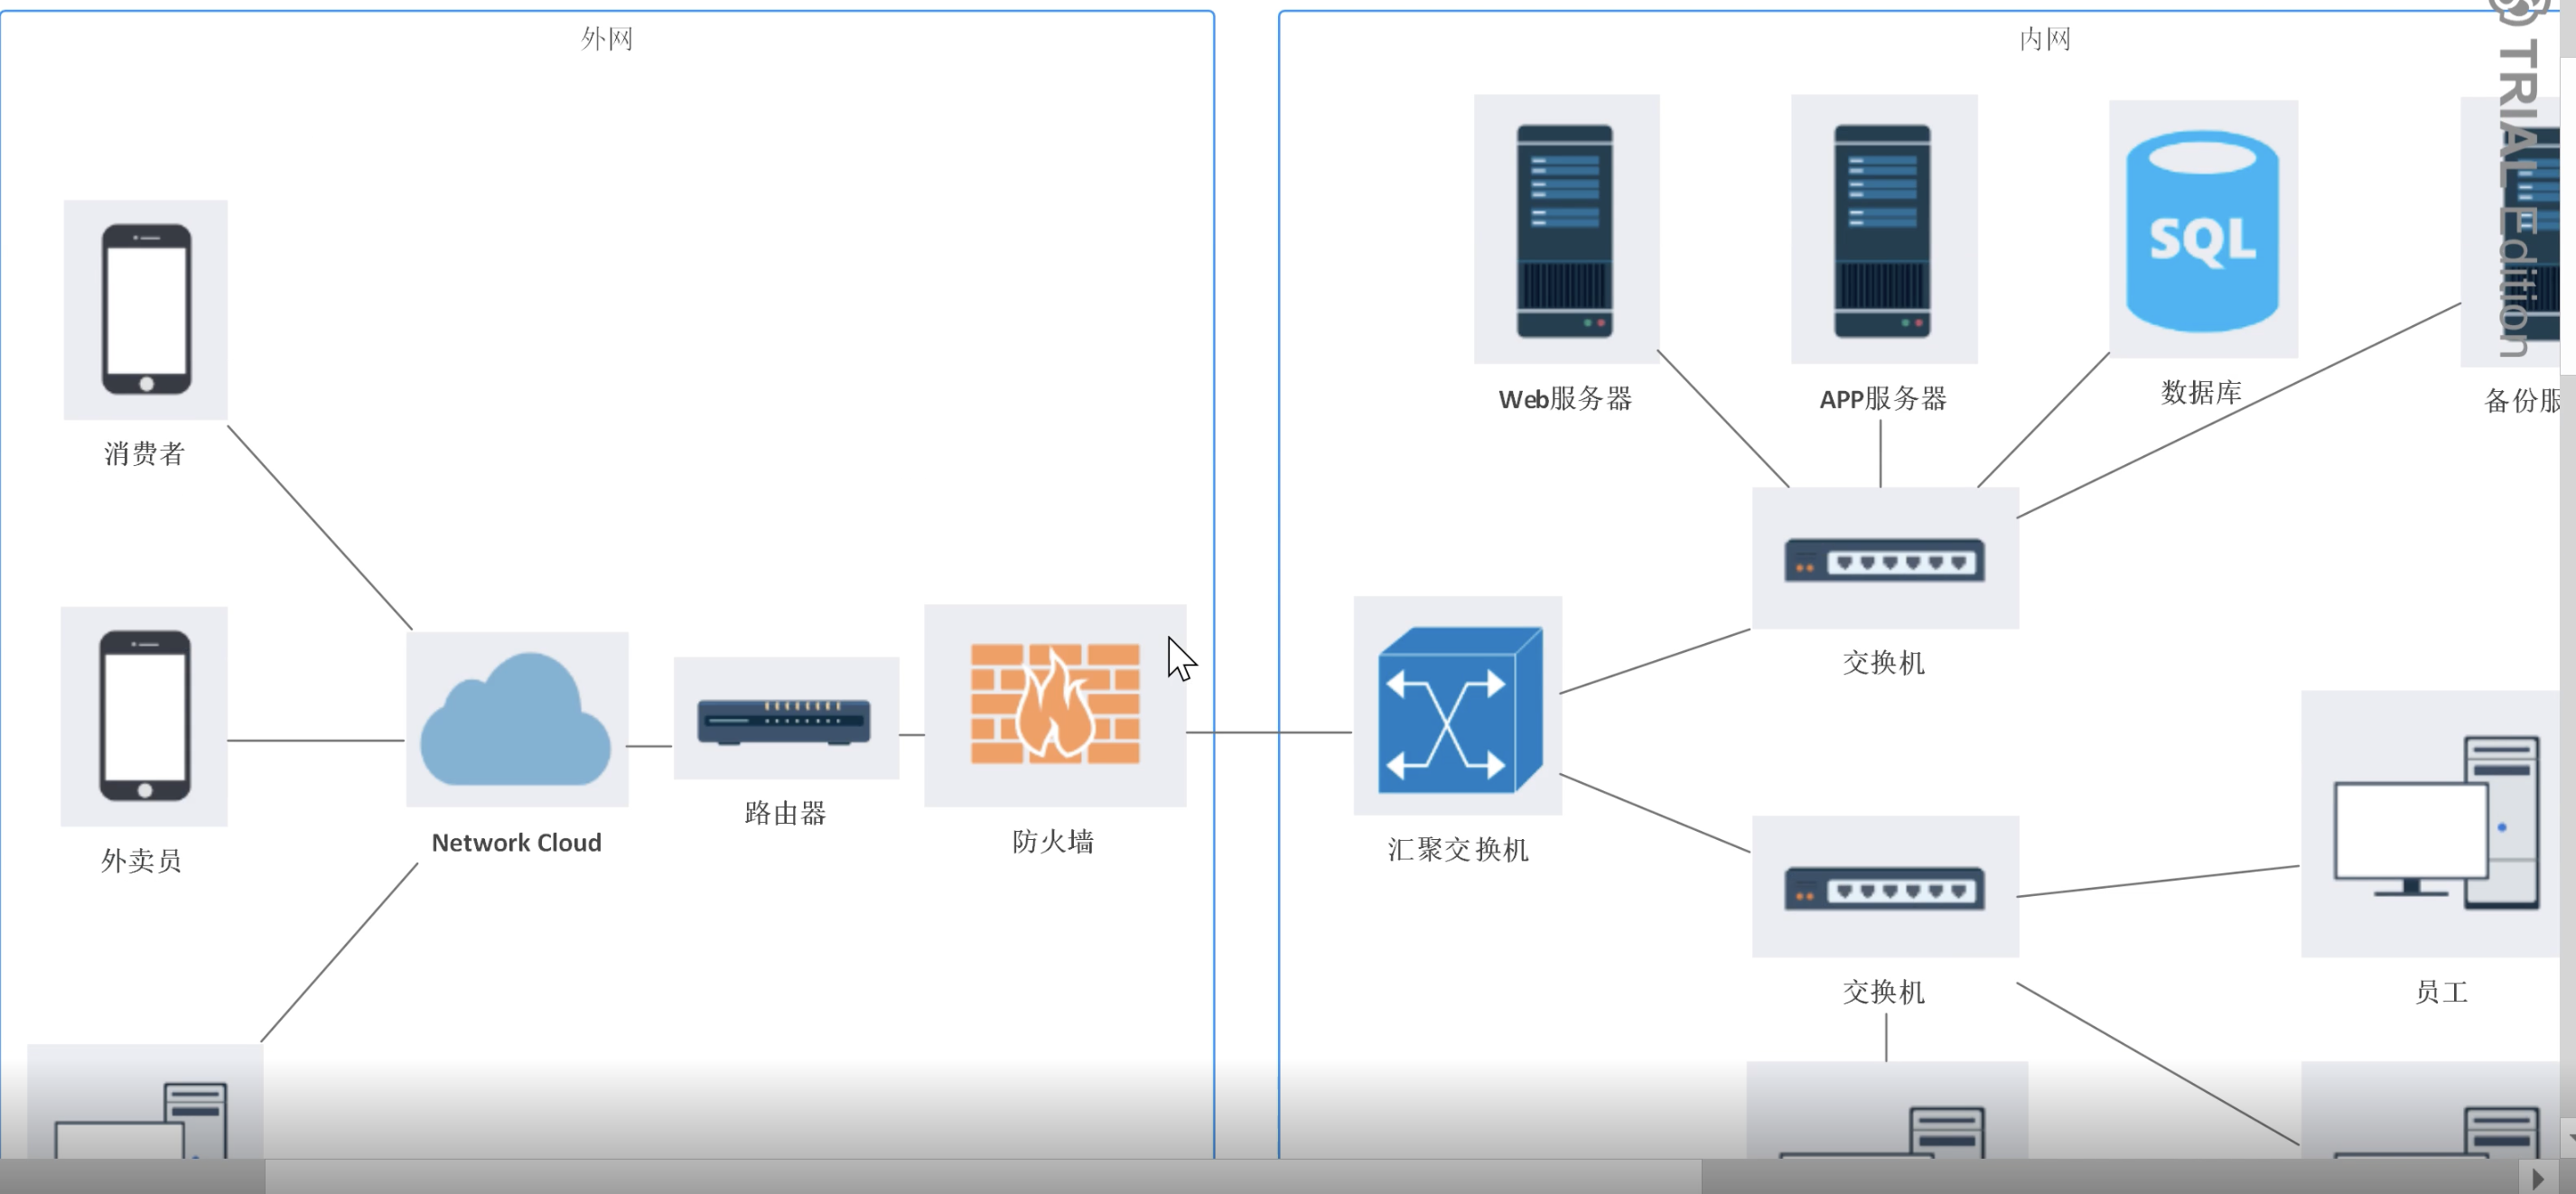 外网
内网
TRIAL Edition
SQL
Web服务器
APP服务器
数据库
备份服
消费者
交换机
外卖员
Network Cloud
路由器
防火墙
汇聚交换机
交换机
员工